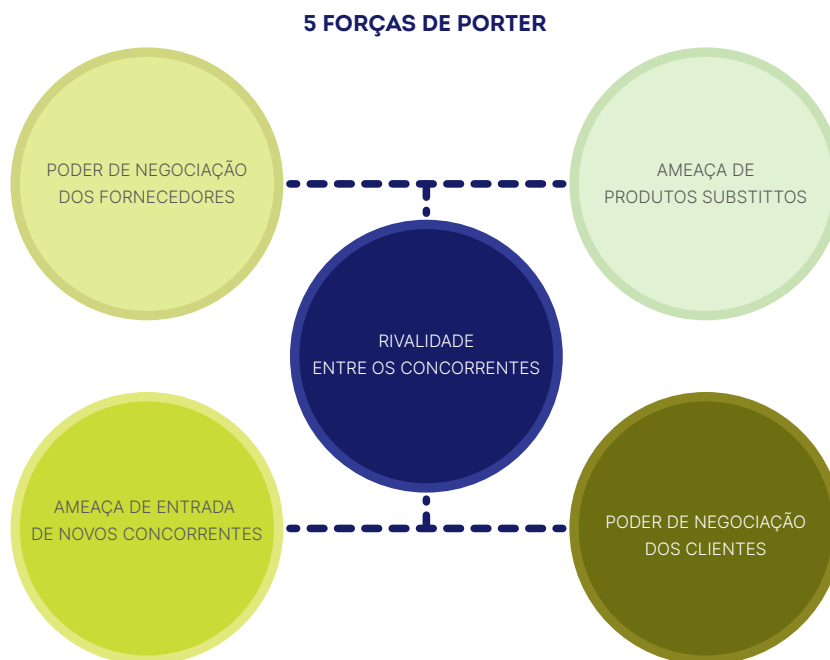 5 FORÇAS DE PORTER
PODER DE NEGOCIAÇÃO
DOS FORNECEDORES
AMEAÇA DE
PRODUTOS SUBSTITTOS
RIVALIDADE
ENTRE OS CONCORRENTES
AMEAÇA DE ENTRADA
DE NOVOS CONCORRENTES
PODER DE NEGOCIAÇÃO
DOS CLIENTES